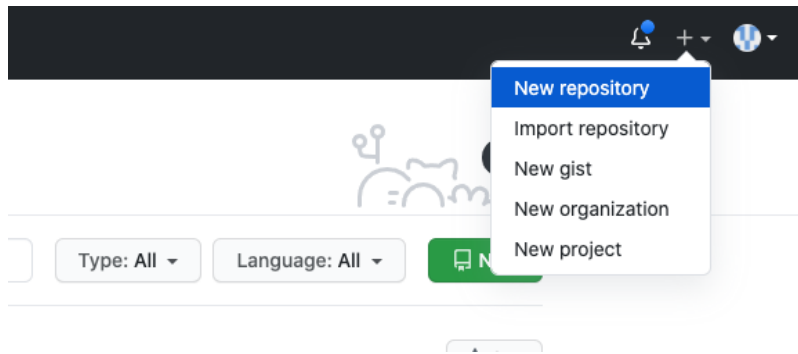 New repository
Import repository
New gist
New organization
New project
Type: All
Language: All